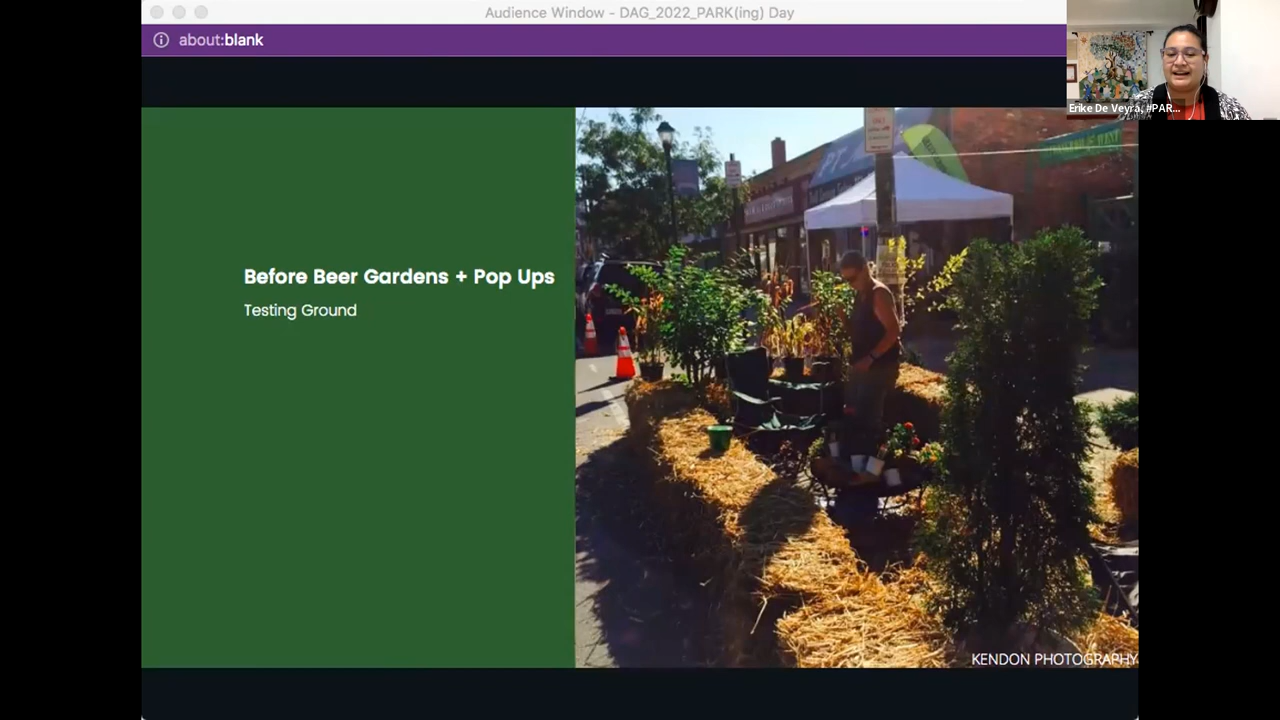 Audience Window - DAG_2022_PARK(ing) Day
about:blank
Erike De Veyra, #PAR...
Before Beer Gardens + Pop Ups
Testing Ground
KENDON PHOTOGRAPHY